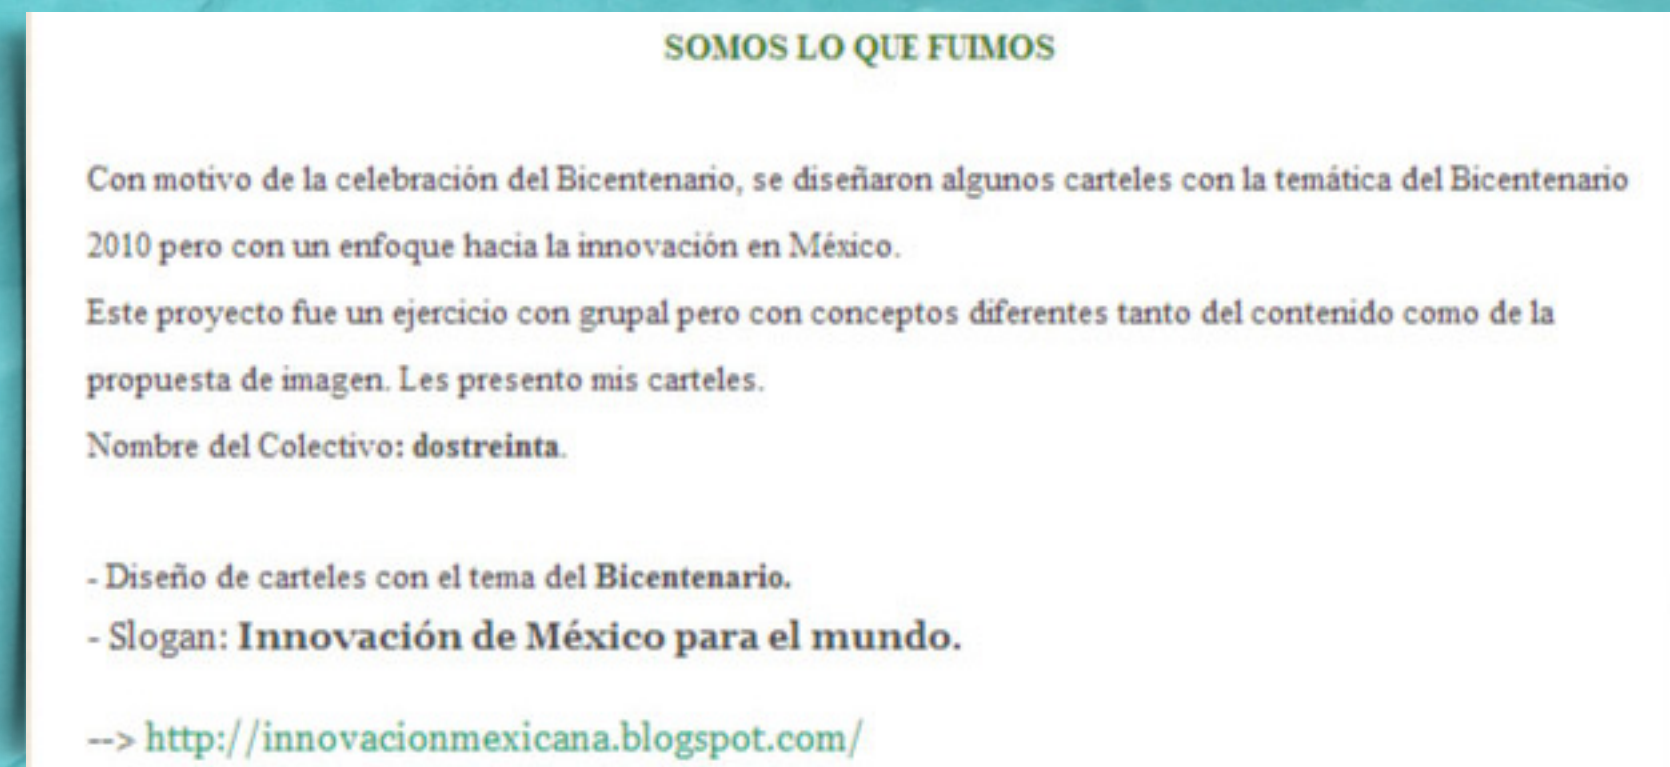 SOMOS LO QUE FUIMOS
Con motivo de la celebración del Bicentenario, se diseñaron algunos carteles con la temática del Bicentenario
2010 pero con un enfoque hacia la innovación en México.
Este proyecto fue un ejercicio con grupal pero con conceptos diferentes tanto del contenido como de la
propuesta de imagen. Les presento mis carteles.
Nombre del Colectivo: dostreinta.
- Diseño de carteles con el tema del Bicentenario.
- Slogan: Innovación de México para el mundo.
--> http://innovacionmexicana.blogspot.com/